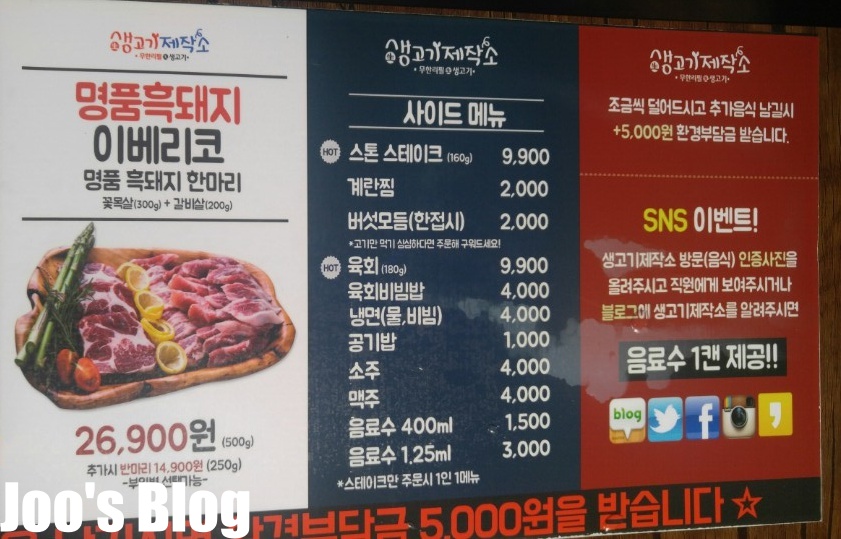 生 생고기제작소
• 무한리필 & 생고기 •
명품흑돼지
이베리코
명품 흑돼지 한마리
꽃목살(300g) + 갈비살(200g)
26,900원 (500g)
추가시 반마리 14,900원 (250g)
선택가능-
生 생고기제작소
• 무한리필 & 생고기 •
사이드 메뉴
HOT 스톤 스테이크 (160g) 9,900
계란찜 2,000
버섯모듬(한접시) 2,000
*고기만 먹기 심심하다면 주문해 구워드세요!
HOT 육회 (180g) 9,900
육회비빔밥 4,000
냉면(물,비빔) 4,000
공기밥 1,000
소주 4,000
맥주 4,000
음료수 400ml 1,500
음료수 1.25ml 3,000
*스테이크만 주문시 1인 1메뉴
生 생고기제작소
• 무한리필 & 생고기 •
조금씩 덜어드시고 추가음식 남길시
+5,000원 환경부담금 받습니다.
SNS 이벤트!
생고기제작소 방문(음식) 인증사진을
올려주시고 직원에게 보여주시거나
블로그에 생고기제작소를 알려주시면
음료수 1캔 제공!!
blog
환경부담금 5,000원을 받습니다
Joo's Blog